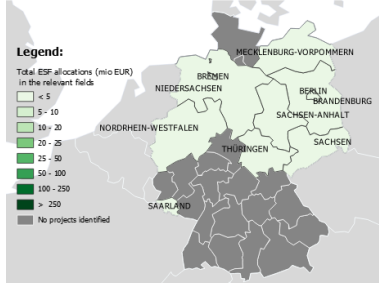 Legend:
Total ESF allocations (mio EUR)
in the relevant fields
< 5
5 - 10
10 - 20
20 - 25
25 - 50
50 - 100
100 - 250
> 250
No projects identified
MECKLENBURG-VORPOMMERN
BREMEN
NIEDERSACHSEN
BERLIN
BRANDENBURG
SACHSEN-ANHALT
NORDRHEIN-WESTFALEN
SACHSEN
THÜRINGEN
SAARLAND